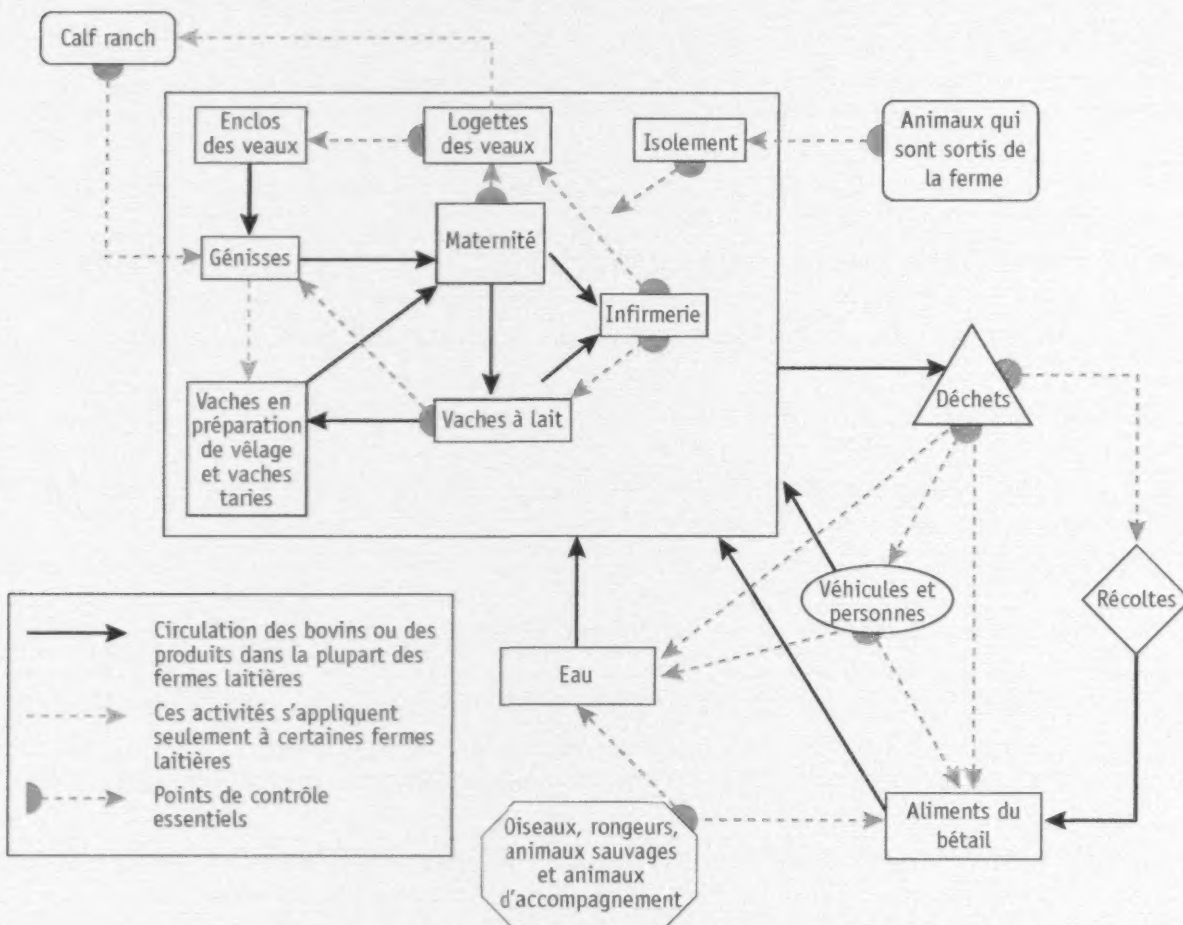 Calf ranch
Enclos
des veaux
Logettes
des veaux
Isolement
Animaux qui
sont sortis de
la ferme
Génisses
Maternité
Infirmerie
Vaches en
préparation
de vêlage
et vaches
taries
Vaches à lait
Déchets
Véhicules et
personnes
Récoltes
Eau
Aliments du
bétail
Oiseaux, rongeurs,
animaux sauvages
et animaux
d'accompagnement
Circulation des bovins ou des
produits dans la plupart des
fermes laitières
Ces activités s'appliquent
seulement à certaines fermes
laitières
Points de contrôle
essentiels